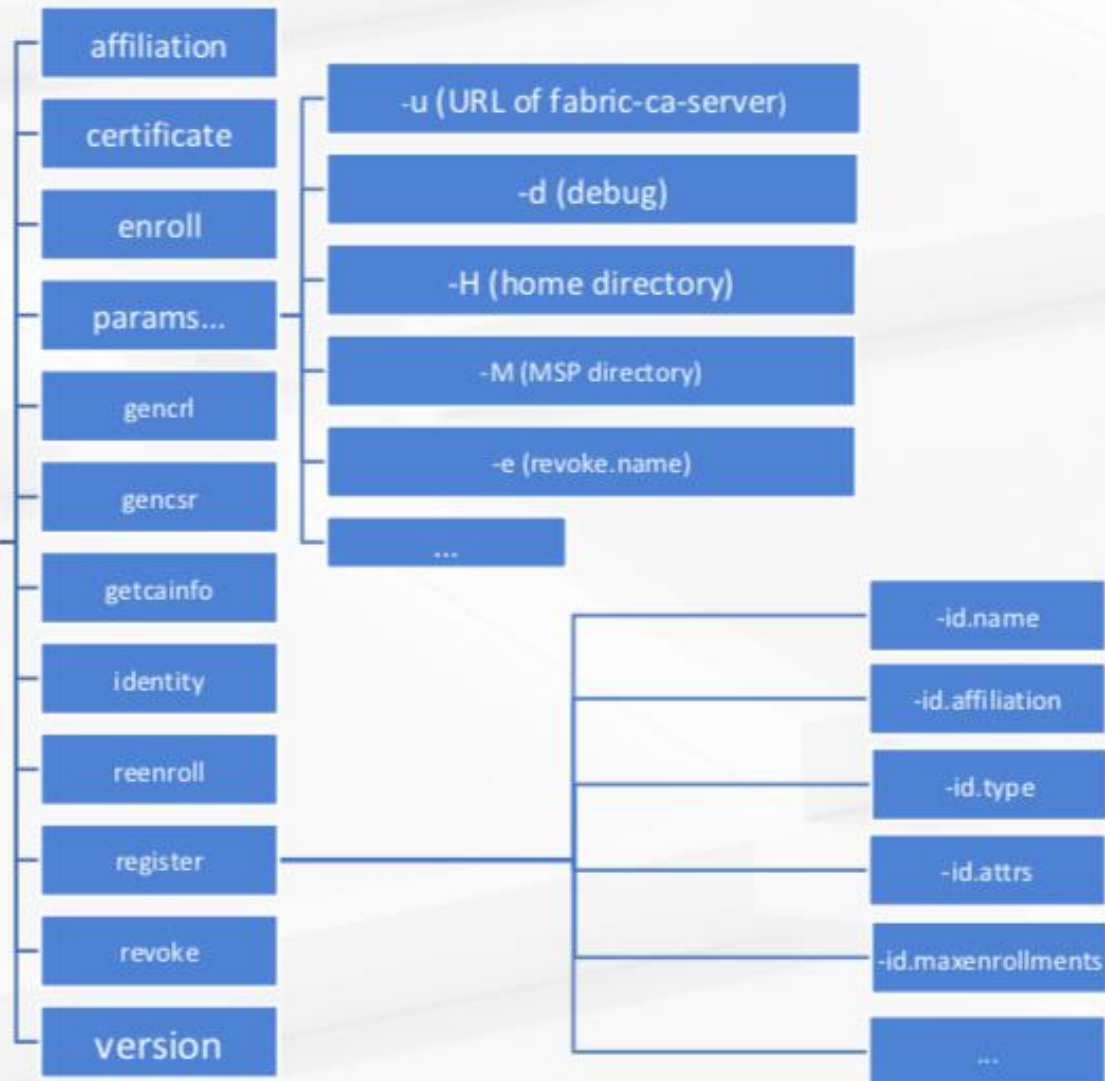 affiliation
certificate
enroll
params...
gencrl
gencsr
getcainfo
identity
reenroll
register
revoke
version
-u (URL of fabric-ca-server)
-d (debug)
-H (home directory)
-M (MSP directory)
-e (revoke.name)
...
-id.name
-id.affiliation
-id.type
-id.attrs
-id.maxenrollments
...